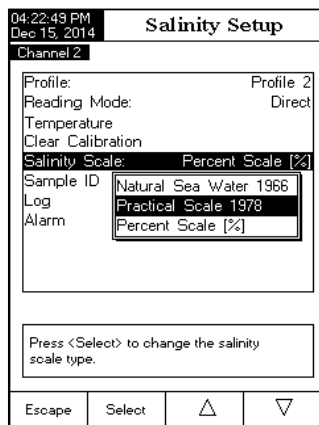 04:22:49 PM
Dec 15, 2014
Salinity Setup
Channel 2
Profile: Profile 2
Reading Mode: Direct
Temperature
Clear Calibration
Salinity Scale: Percent Scale [%]
Sample ID
Natural Sea Water 1966
Log
Practical Scale 1978
Alarm
Percent Scale [%]
Press <Select> to change the salinity
scale type.
Escape Select △ ▽